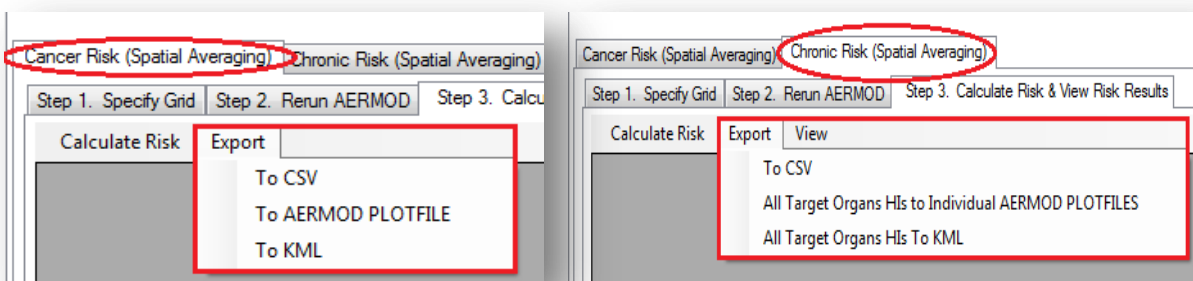 Cancer Risk (Spatial Averaging) Chronic Risk (Spatial Averaging)
Step 1. Specify Grid Step 2. Rerun AERMOD Step 3. Calcu
Calculate Risk Export
To CSV
To AERMOD PLOTFILE
To KML
Cancer Risk (Spatial Averaging) Chronic Risk (Spatial Averaging)
Step 1. Specify Grid Step 2. Rerun AERMOD Step 3. Calculate Risk & View Risk Results
Calculate Risk Export View
To CSV
All Target Organs HIs to Individual AERMOD PLOTFILES
All Target Organs HIs To KML